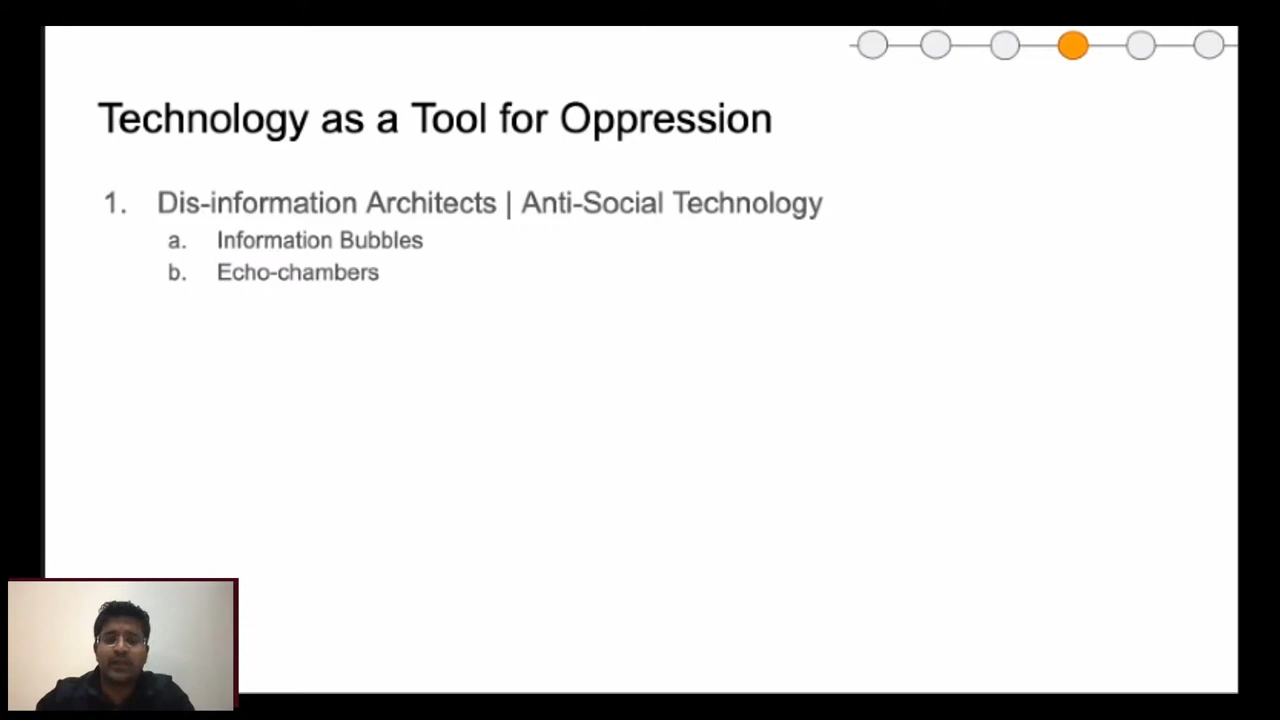 Technology as a Tool for Oppression
1. Dis-information Architects | Anti-Social Technology
a. Information Bubbles
b. Echo-chambers